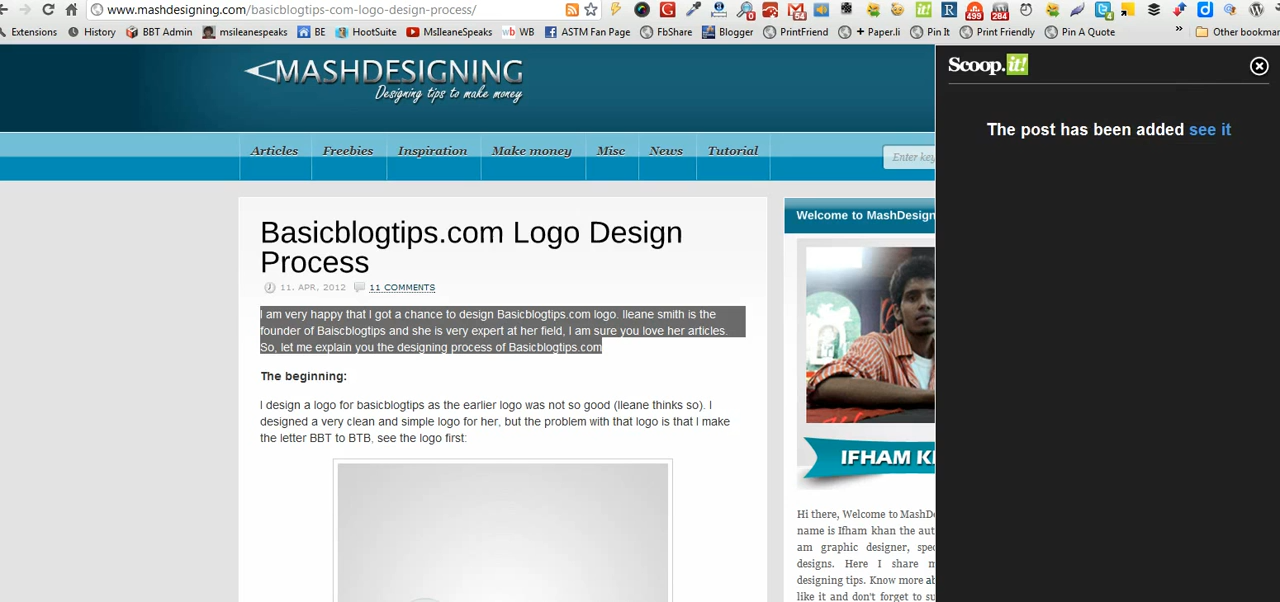 www.mashdesigning.com/basicblogtips-com-logo-design-process/
0
54
495
284
4
Extensions
History
BBT Admin
msileanespeaks
BE
HootSuite
MsIleaneSpeaks
WB
ASTM Fan Page
FbShare
Blogger
PrintFriend
+ Paper.li
Pin It
Print Friendly
Pin A Quote
»
Other bookmar
MASHDESIGNING
Designing tips to make money
Scoop.it!
The post has been added see it
Articles
Freebies
Inspiration
Make money
Misc
News
Tutorial
Enter key
Basicblogtips.com Logo Design
Process
11. APR, 2012
11 COMMENTS
I am very happy that I got a chance to design Basicblogtips.com logo. Ileane smith is the
founder of Baiscblogtips and she is very expert at her field, I am sure you love her articles.
So, let me explain you the designing process of Basicblogtips.com
The beginning:
I design a logo for basicblogtips as the earlier logo was not so good (Ileane thinks so). I
designed a very clean and simple logo for her, but the problem with that logo is that I make
the letter BBT to BTB, see the logo first:
Welcome to MashDesign
IFHAM K
Hi there, Welcome to MashDe
name is Ifham khan the aut
am graphic designer, spec
designs. Here I share m
designing tips. Know more ab
like it and don't forget to su